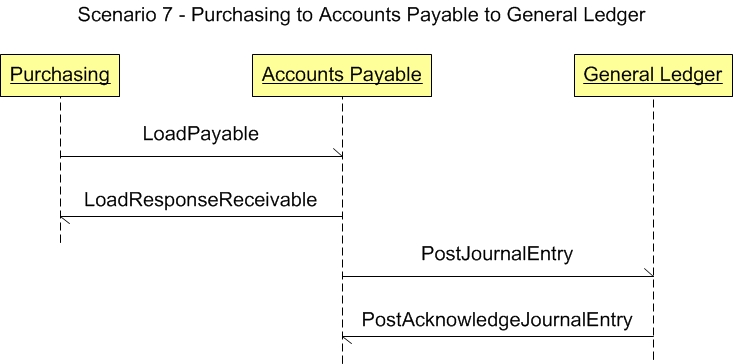 Scenario 7 - Purchasing to Accounts Payable to General Ledger
Purchasing
Accounts Payable
General Ledger
LoadPayable
LoadResponseReceivable
PostJournalEntry
PostAcknowledgeJournalEntry